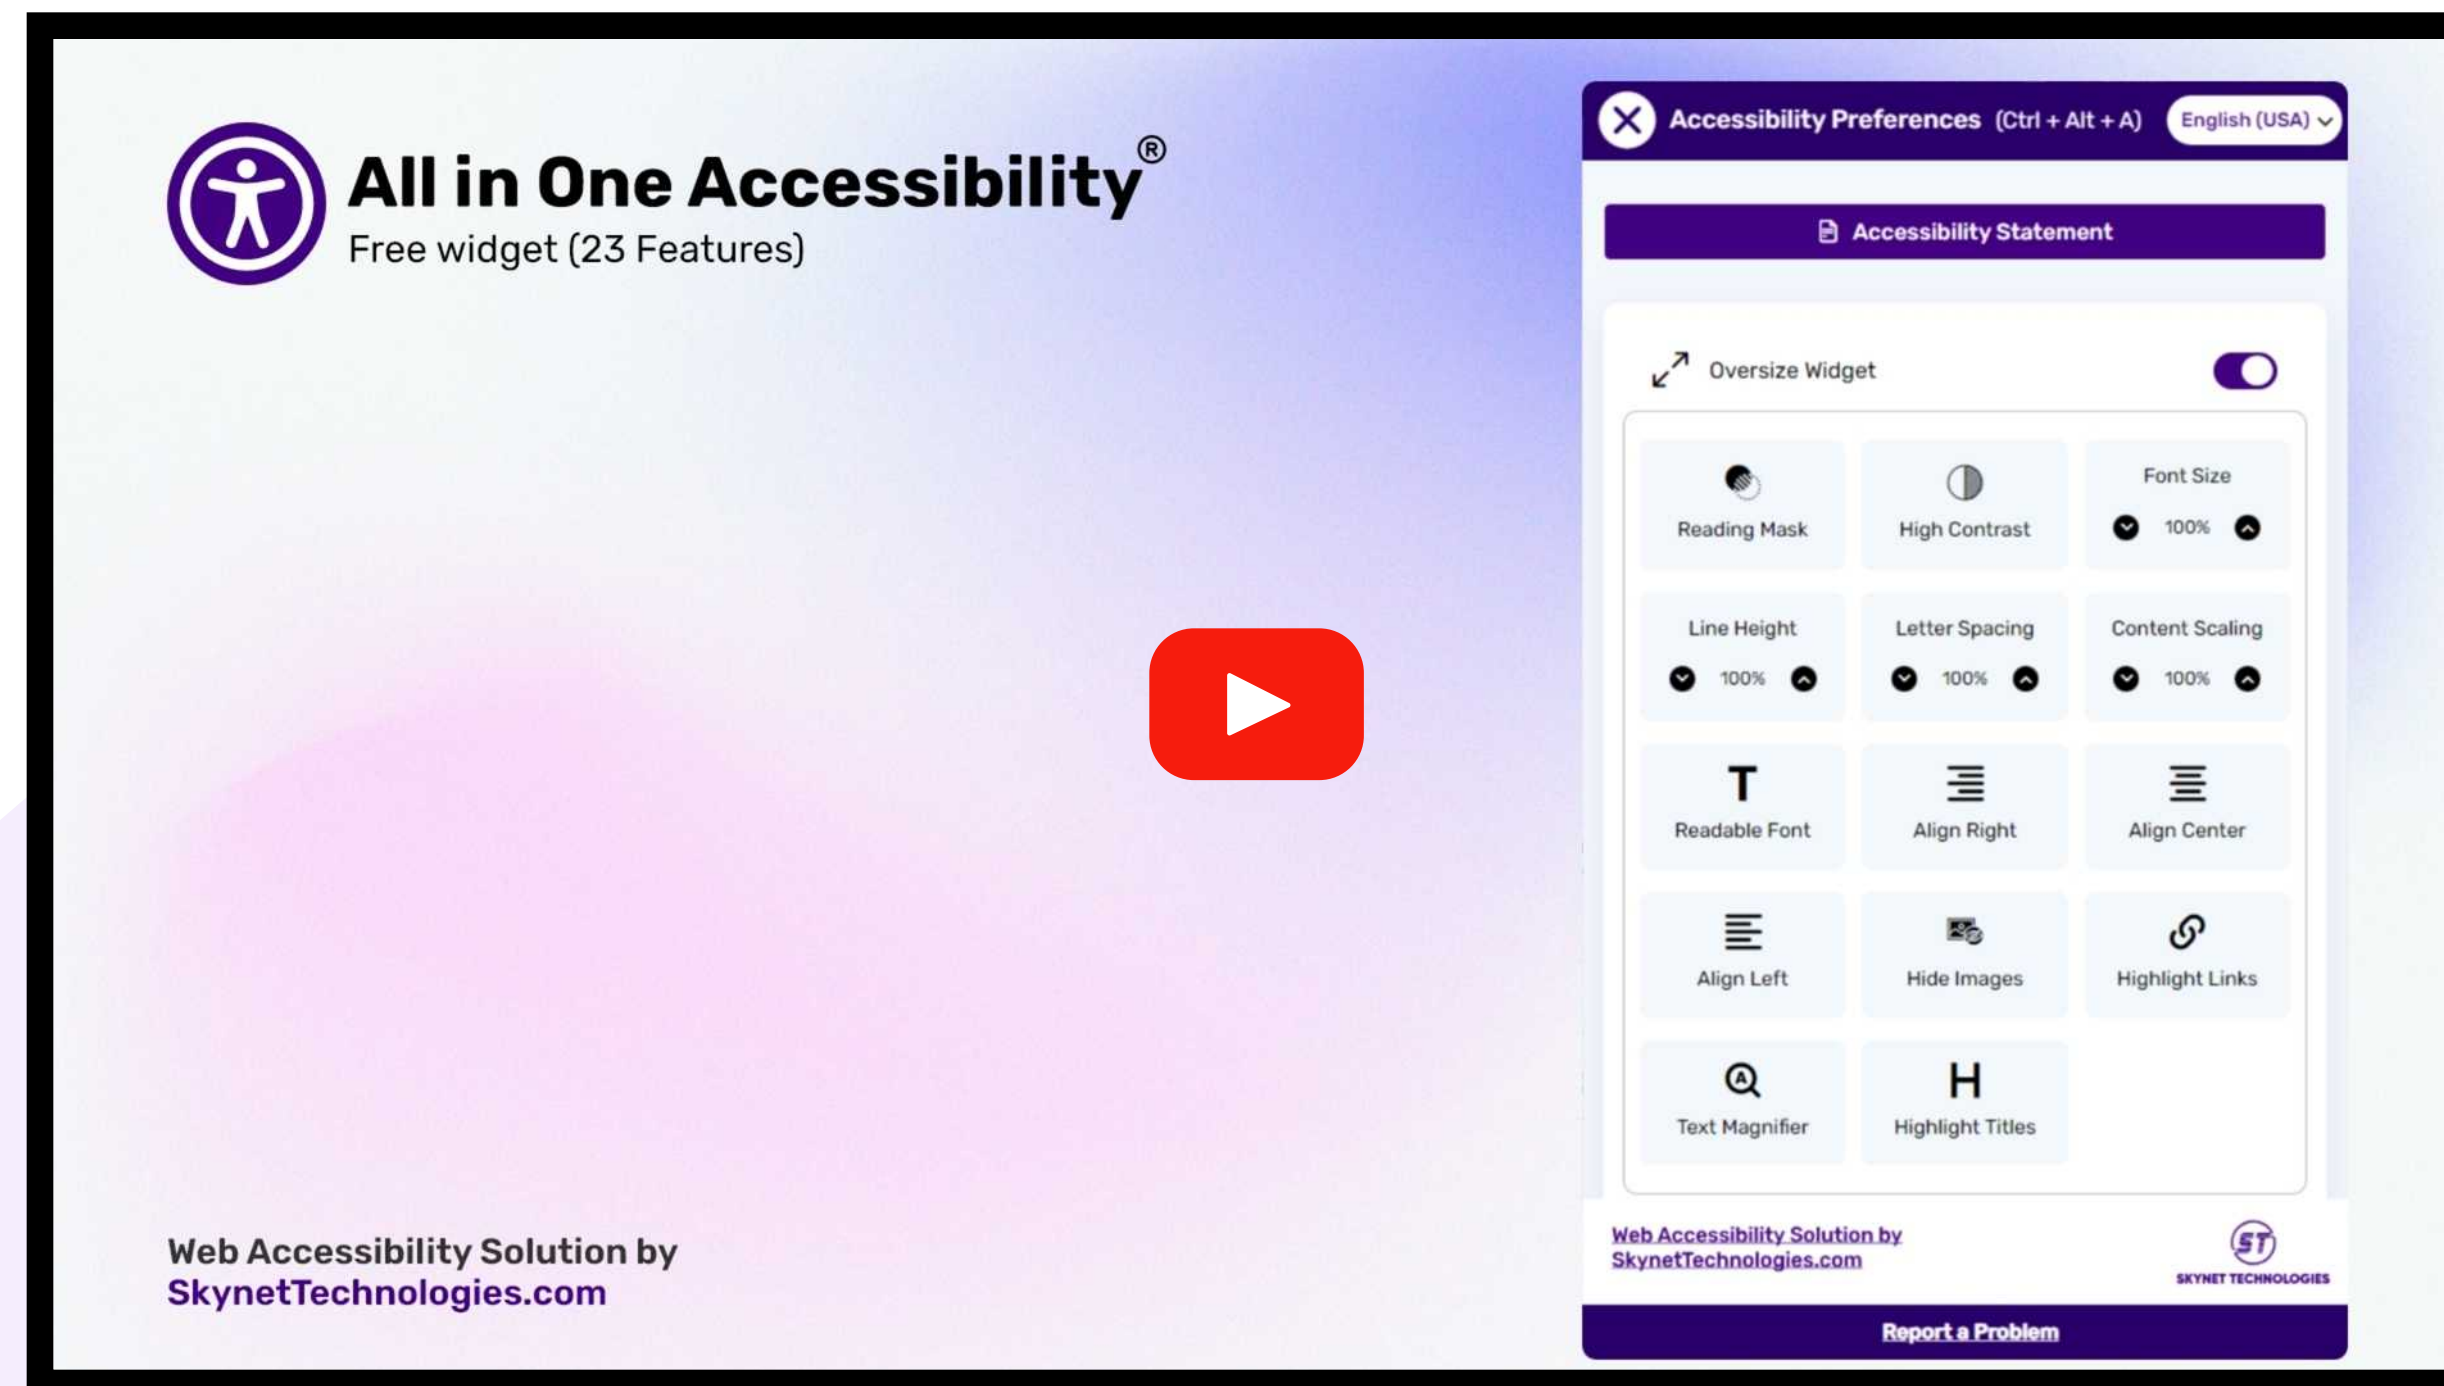 All in One Accessibility®
Free widget (23 Features)
Web Accessibility Solution by
SkynetTechnologies.com
Accessibility Preferences (Ctrl + Alt + A) English (USA)
Accessibility Statement
Oversize Widget
Reading Mask
High Contrast
Font Size
100%
Line Height
100%
Letter Spacing
100%
Content Scaling
100%
T
Readable Font
Align Right
Align Center
Align Left
Hide Images
Highlight Links
A
Text Magnifier
H
Highlight Titles
Web Accessibility Solution by
SkynetTechnologies.com
ST
SKYNET TECHNOLOGIES
Report a Problem